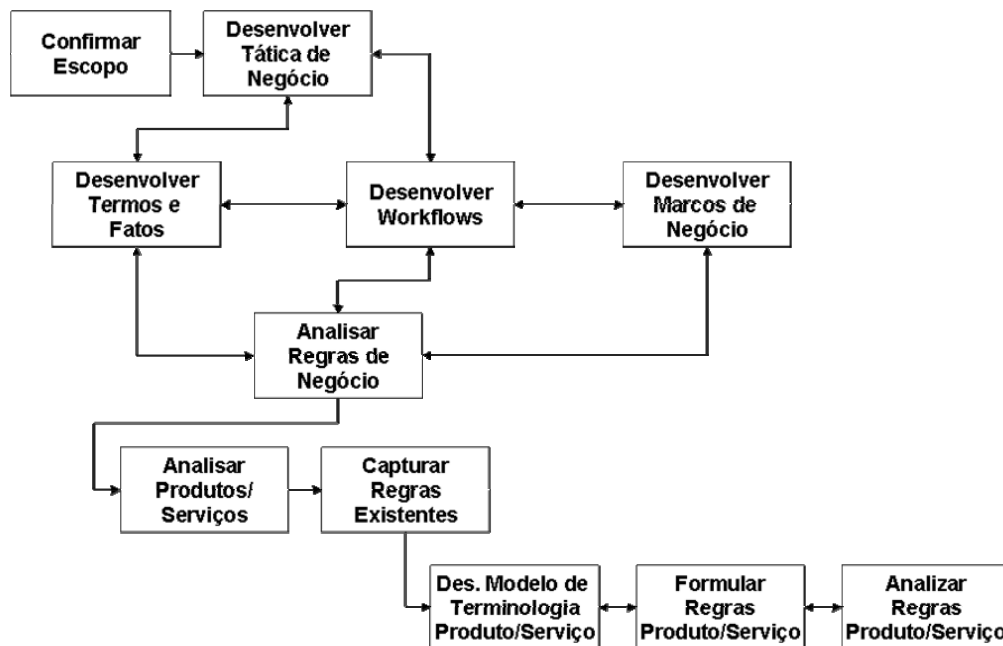 Confirmar
Escopo
Desenvolver
Tática de
Negócio
Desenvolver
Termos e
Fatos
Desenvolver
Workflows
Desenvolver
Marcos de
Negócio
Analisar
Regras de
Negócio
Analisar
Produtos/
Serviços
Capturar
Regras
Existentes
Des. Modelo de
Terminologia
Produto/Serviço
Formular
Regras
Produto/Serviço
Analizar
Regras
Produto/Serviço